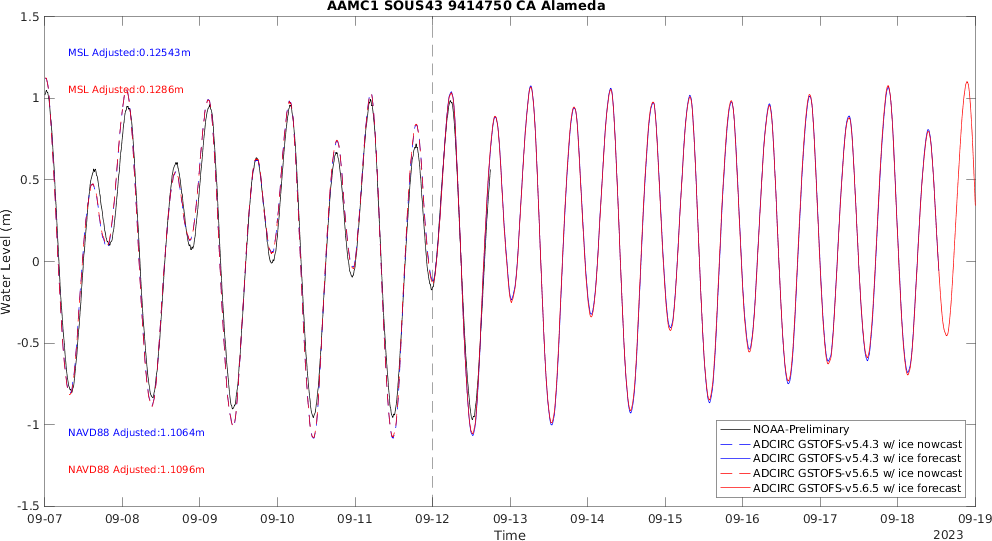 AAMC1 SOUS43 9414750 CA Alameda
1.5
1
0.5
0
-0.5
-1
-1.5
Water Level (m)
MSL Adjusted:0.12543m
MSL Adjusted:0.1286m
NAVD88 Adjusted:1.1064m
NAVD88 Adjusted:1.1096m
NOAA-Preliminary
ADCIRC GSTOFS-v5.4.3 w/ ice nowcast
ADCIRC GSTOFS-v5.4.3 w/ ice forecast
ADCIRC GSTOFS-v5.6.5 w/ ice nowcast
ADCIRC GSTOFS-v5.6.5 w/ ice forecast
09-07 09-08 09-09 09-10 09-11 09-12 09-13 09-14 09-15 09-16 09-17 09-18 09-19
Time
2023